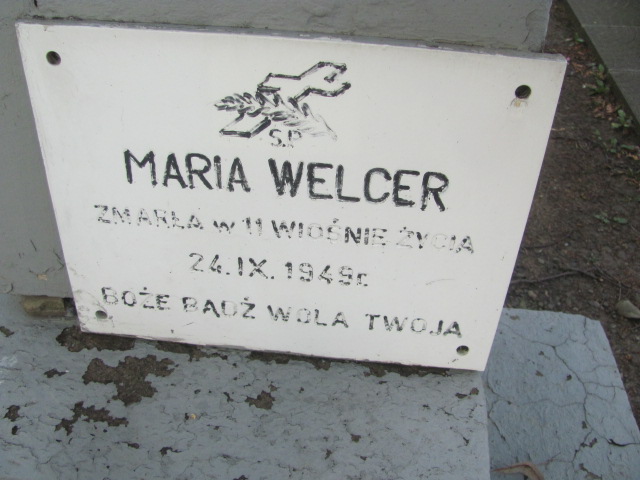 S.P.
MARIA WELCER
ZMARŁA w 11 WIOŚNIE ŻYCIA
24.IX.1949r.
BOŻE BĄDŹ WOLA TWOJA